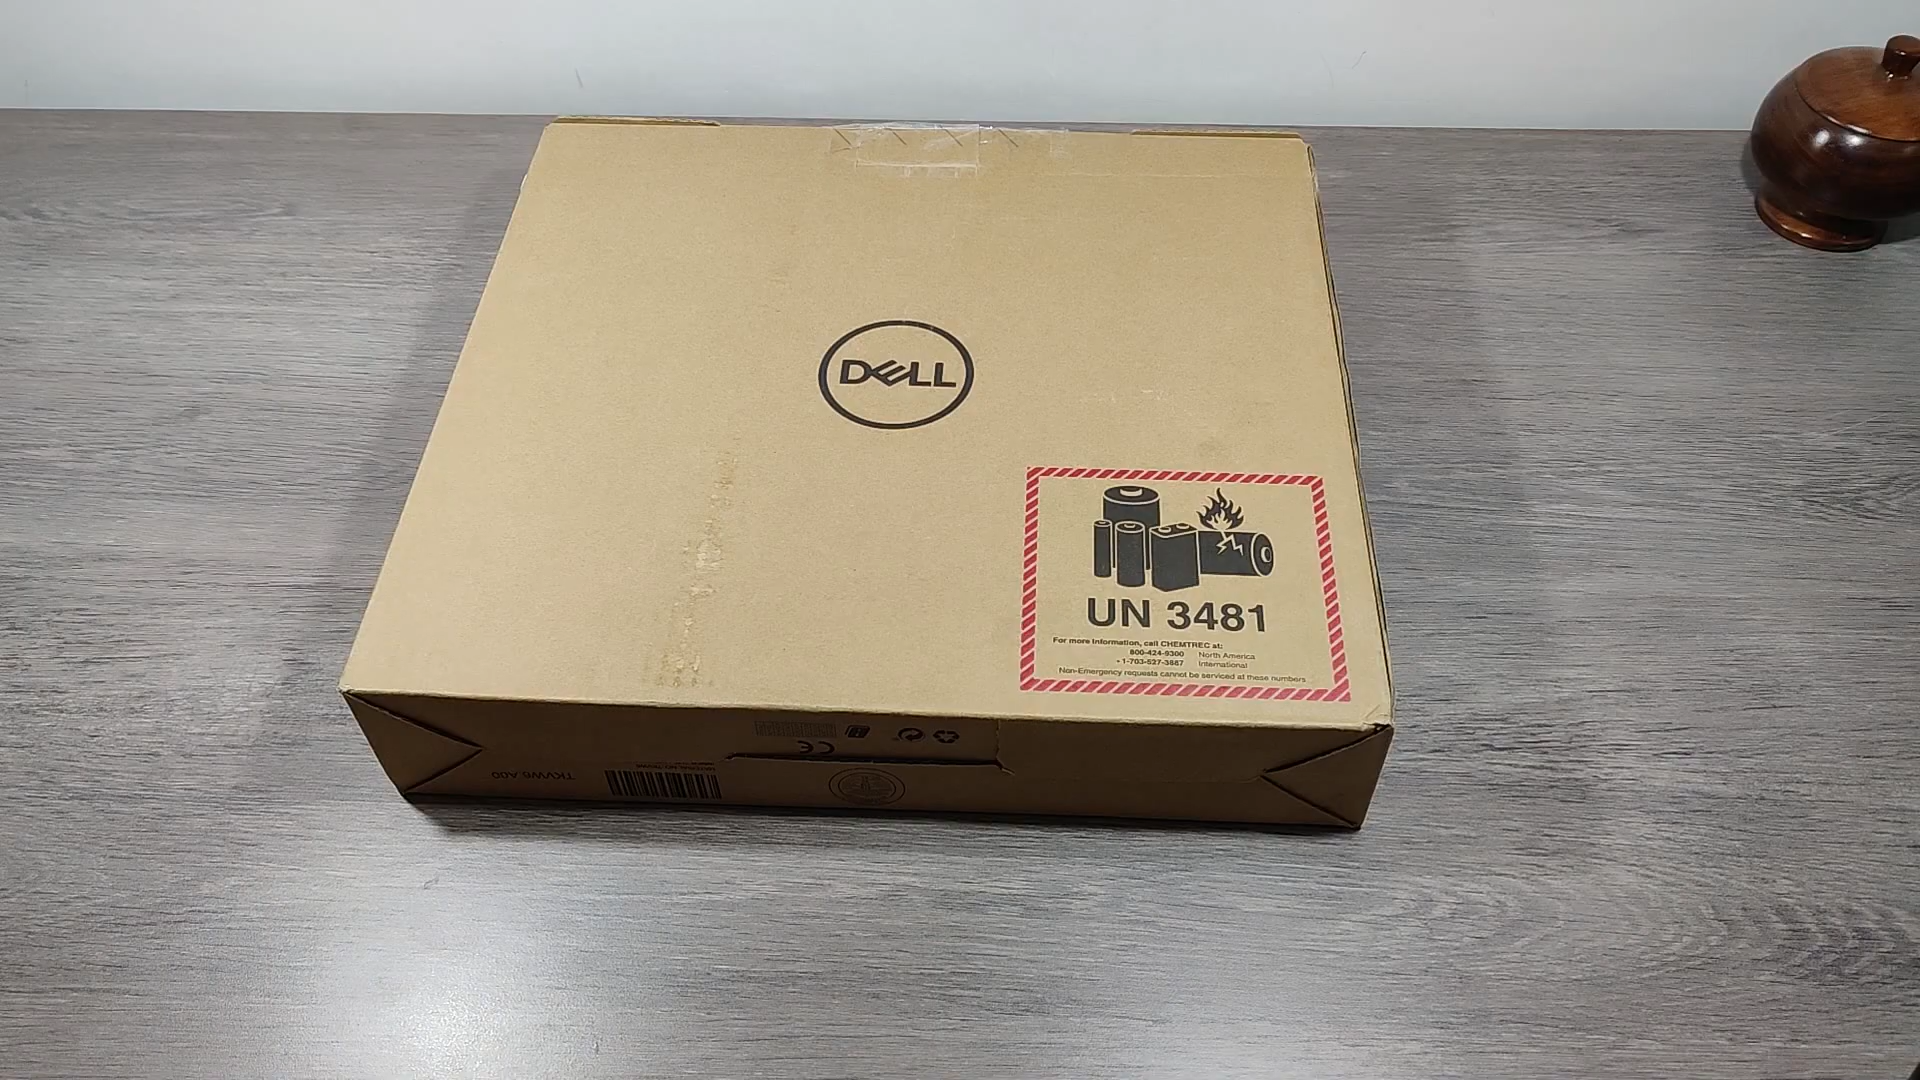 DELL
UN 3481
For more information, call CHEMTREC at:
800-424-9300 North America
+1-703-527-3887 International
Non-Emergency requests cannot be serviced at these numbers
CE
TKVW6 A00